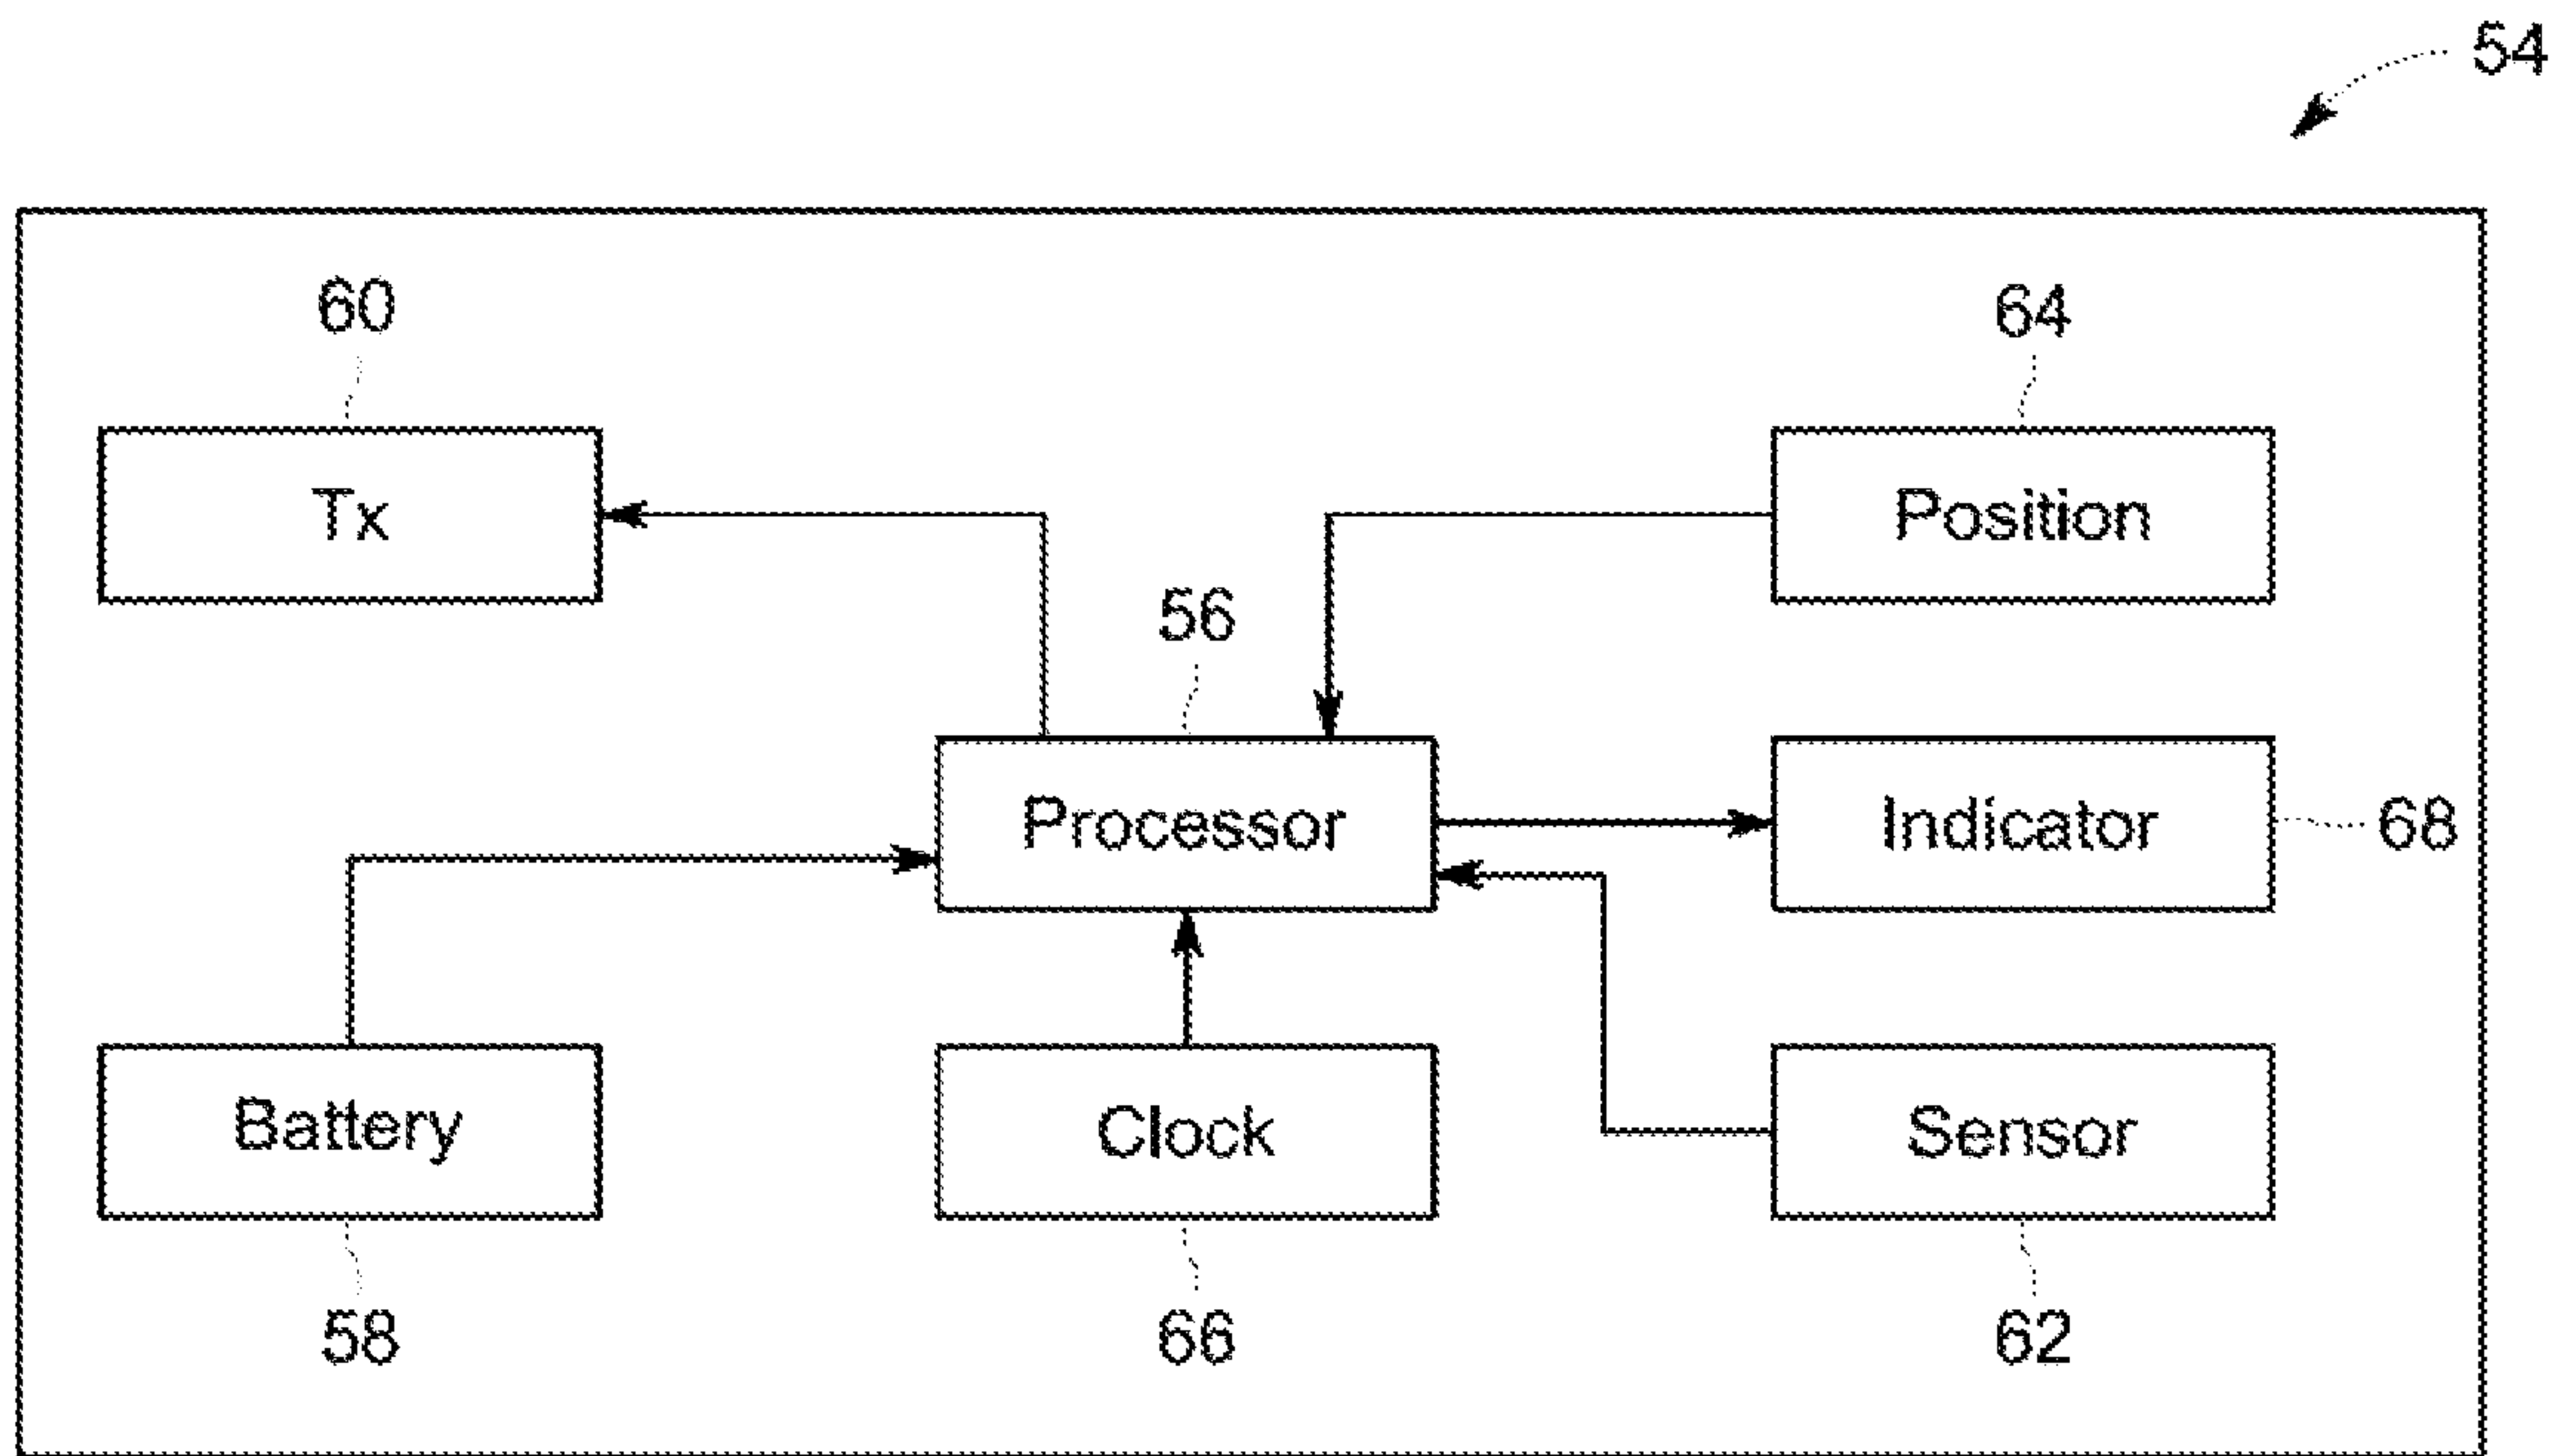 54
60
64
Tx
Position
56
Processor
Indicator
68
Battery
Clock
Sensor
58
66
62